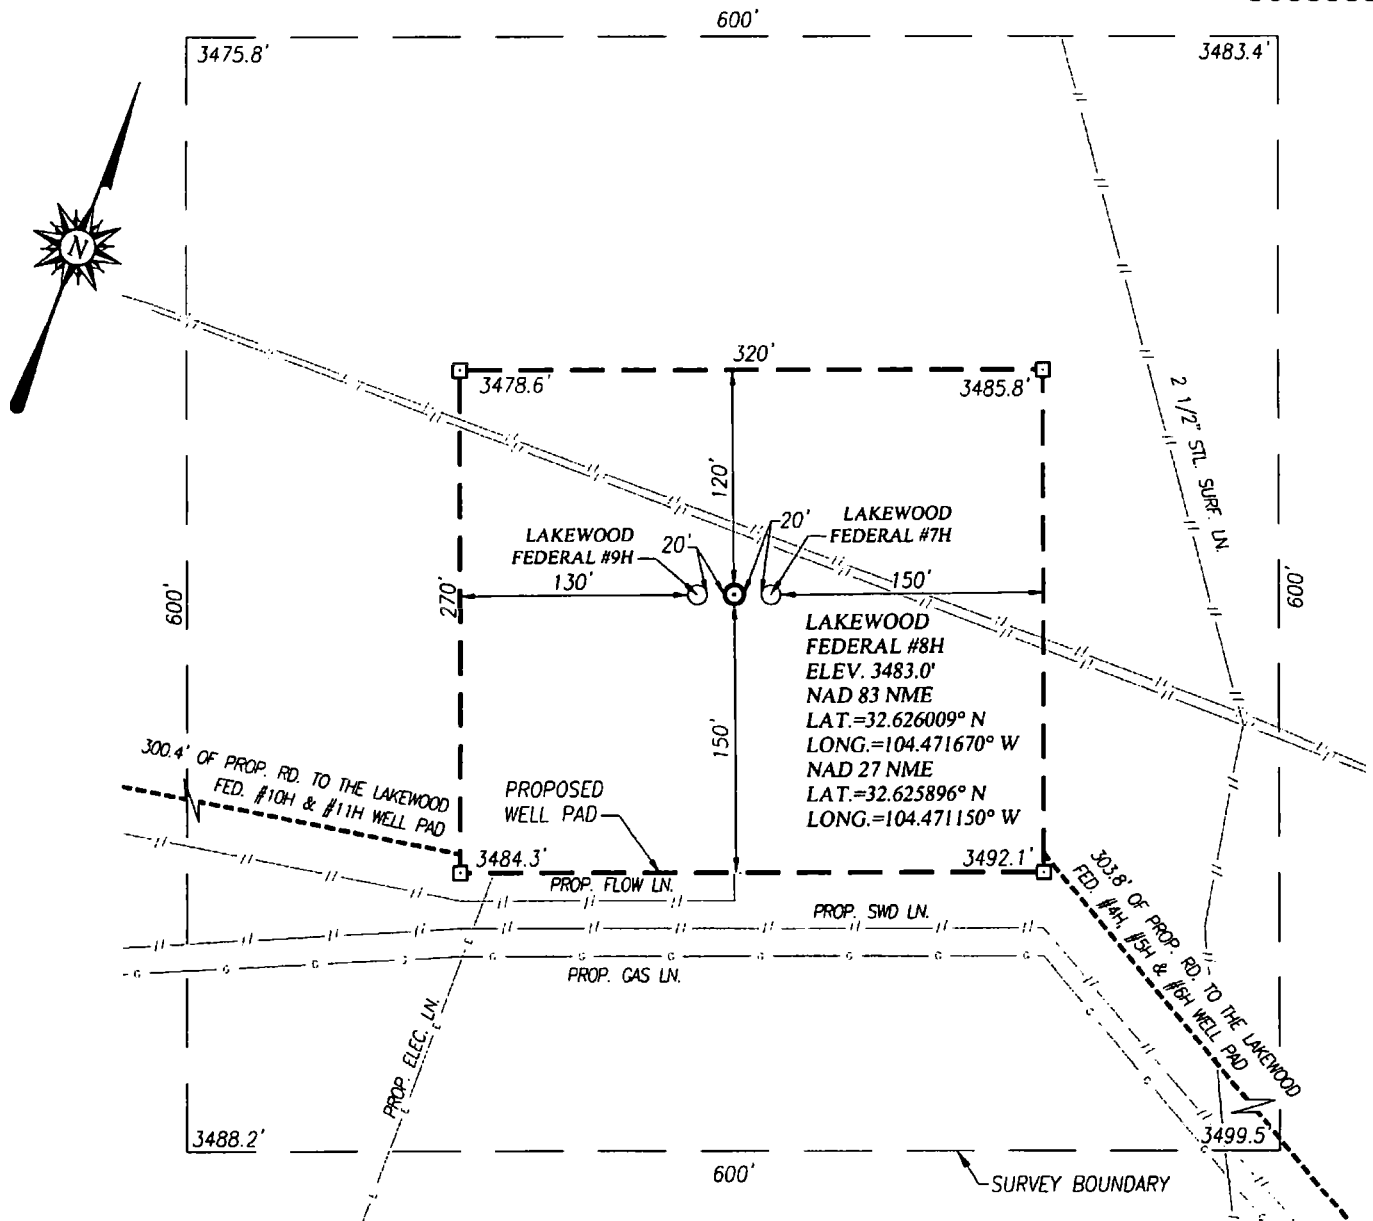 600'
3475.8'
3483.4'
N
320'
3478.6'
3485.8'
2 1/2" STL. SURF. LN.
120'
20'
LAKEWOOD
FEDERAL #7H
LAKEWOOD
FEDERAL #9H
20'
130'
150'
270'
600'
600'
LAKEWOOD
FEDERAL #8H
ELEV. 3483.0'
NAD 83 NME
LAT.=32.626009° N
LONG.=104.471670° W
NAD 27 NME
LAT.=32.625896° N
LONG.=104.471150° W
150'
300.4' OF PROP. RD. TO THE LAKEWOOD
FED. #10H & #11H WELL PAD
PROPOSED
WELL PAD
3484.3'
3492.1'
PROP. FLOW LN.
PROP. SWD LN.
PROP. GAS LN.
PROP. ELEC. LN.
303.8' OF PROP. RD. TO THE LAKEWOOD
FED. #4H, #5H & #6H WELL PAD
3488.2'
3499.5'
600'
SURVEY BOUNDARY